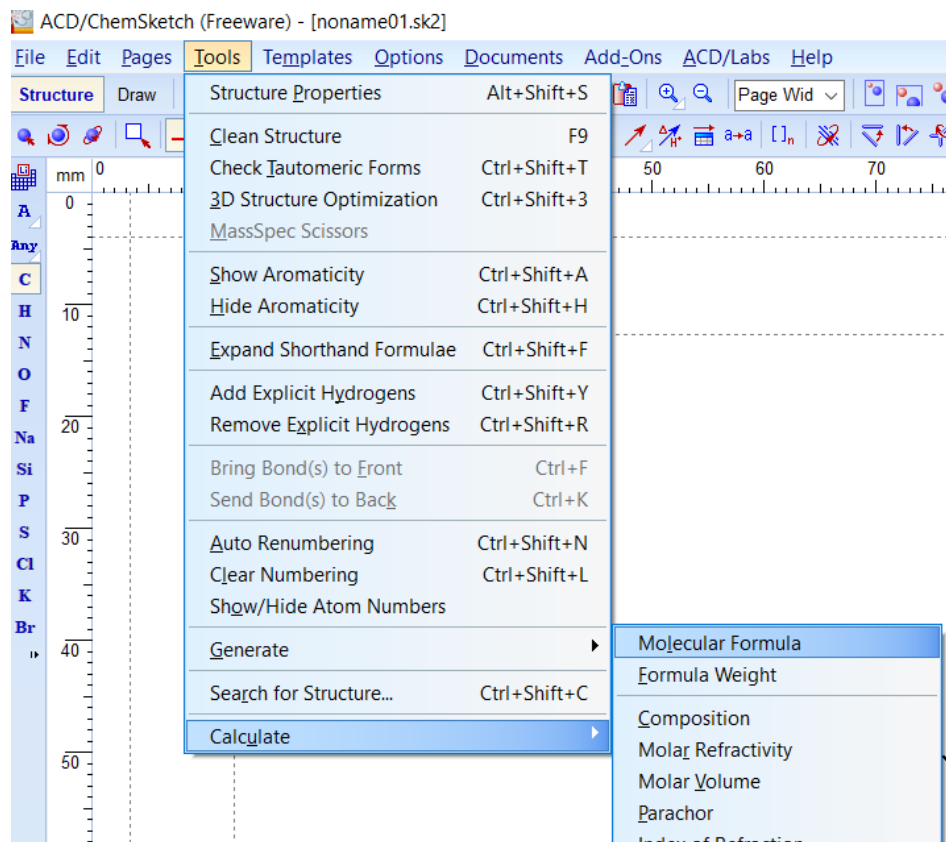 ACD/ChemSketch (Freeware) - [noname01.sk2]
File Edit Pages Tools Templates Options Documents Add-Ons ACD/Labs Help
Structure Draw Page Wid
mm 0 50 60 70
0
10
20
30
40
50
A
Any
C
H
N
O
F
Na
Si
P
S
Cl
K
Br
Structure Properties Alt+Shift+S
Clean Structure F9
Check Tautomeric Forms Ctrl+Shift+T
3D Structure Optimization Ctrl+Shift+3
MassSpec Scissors
Show Aromaticity Ctrl+Shift+A
Hide Aromaticity Ctrl+Shift+H
Expand Shorthand Formulae Ctrl+Shift+F
Add Explicit Hydrogens Ctrl+Shift+Y
Remove Explicit Hydrogens Ctrl+Shift+R
Bring Bond(s) to Front Ctrl+F
Send Bond(s) to Back Ctrl+K
Auto Renumbering Ctrl+Shift+N
Clear Numbering Ctrl+Shift+L
Show/Hide Atom Numbers
Generate
Search for Structure... Ctrl+Shift+C
Calculate
Molecular Formula
Formula Weight
Composition
Molar Refractivity
Molar Volume
Parachor
Index of Refraction